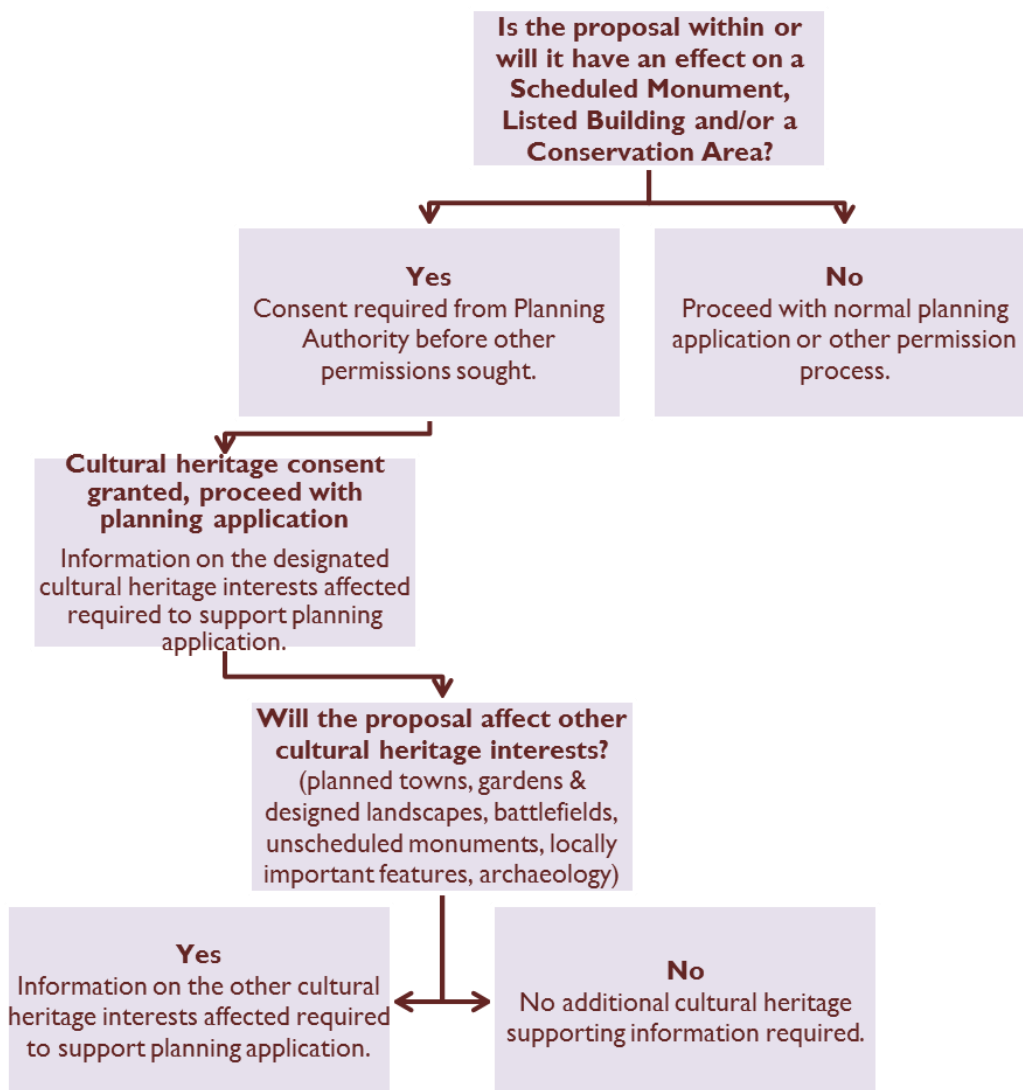 Is the proposal within or
will it have an effect on a
Scheduled Monument,
Listed Building and/or a
Conservation Area?
Yes
Consent required from Planning
Authority before other
permissions sought.
No
Proceed with normal planning
application or other permission
process.
Cultural heritage consent
granted, proceed with
planning application
Information on the designated
cultural heritage interests affected
required to support planning
application.
Will the proposal affect other
cultural heritage interests?
(planned towns, gardens &
designed landscapes, battlefields,
unscheduled monuments, locally
important features, archaeology)
Yes
Information on the other cultural
heritage interests affected required
to support planning application.
No
No additional cultural heritage
supporting information required.